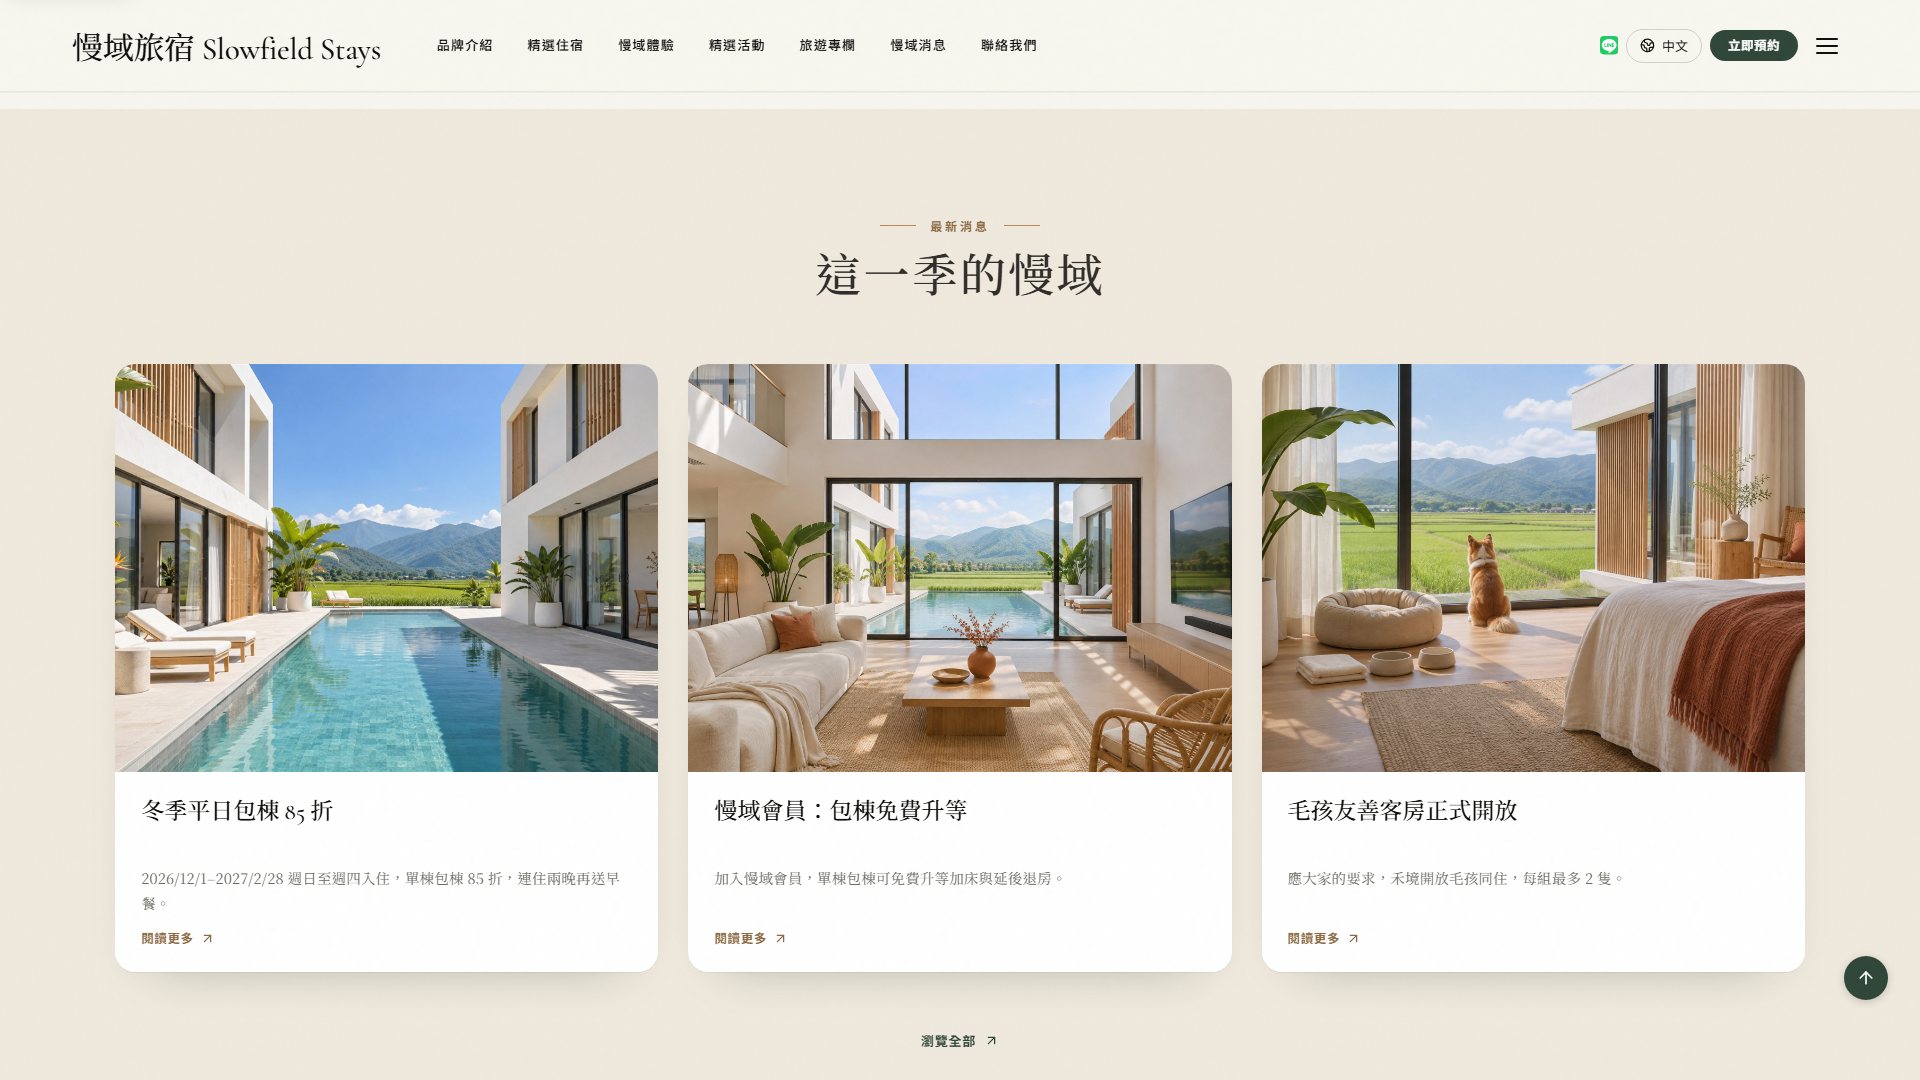 慢域旅宿 Slowfield Stays
品牌介紹
精選住宿
慢域體驗
精選活動
旅遊專欄
慢域消息
聯絡我們
LINE
中文
立即預約
最新消息
這一季的慢域
冬季平日包棟 85 折
2026/12/1–2027/2/28 週日至週四入住，單棟包棟 85 折，連住兩晚再送早
餐。
閱讀更多
慢域會員：包棟免費升等
加入慢域會員，單棟包棟可免費升等加床與延後退房。
閱讀更多
毛孩友善客房正式開放
應大家的要求，禾境開放毛孩同住，每組最多 2 隻。
閱讀更多
瀏覽全部